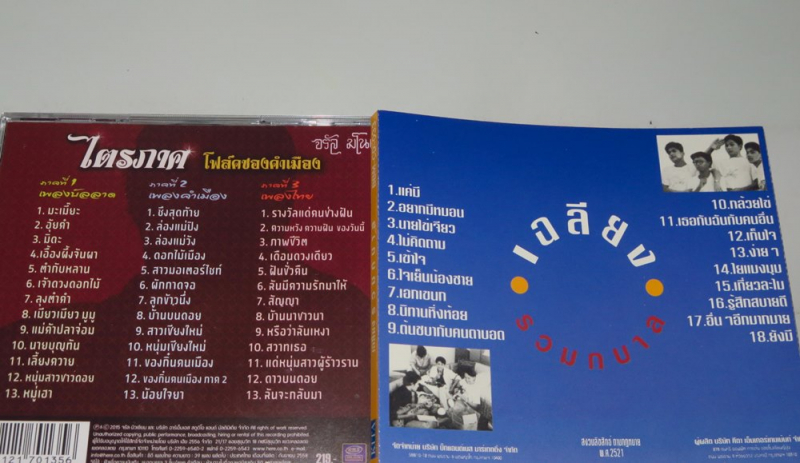 ไตรภาค โฟล์คซองคำเมือง
จรัล มโน
ภาคที่ 1
เพลงบัลลาด
1. มะเมี๊ยะ
2. อุ๊ยคำ
3. มิดะ
4. เอื้องผึ้งจันผา
5. ตำกับหลาน
6. เจ้าดวงดอกไม้
7. ลุงต๋าคำ
8. เมียวเมียว มูมู
9. แม่ค้าปลาจ่อม
10. นายบุญทัน
11. เลี้ยงควาย
12. หนุ่มสาวชาวดอย
13. หมู่เฮา
ภาคที่ 2
เพลงคำเมือง
1. ซึงสุดท้าย
2. ล่องแม่ปิง
3. ล่องแม่วัง
4. ดอกไม้เมือง
5. สาวมอเตอร์ไซท์
6. ผักกาดจอ
7. ลูกข้าวนึ่ง
8. บ้านบนดอย
9. สาวเชียงใหม่
10. หนุ่มเชียงใหม่
11. ของกิ๋นคนเมือง
12. ของกิ๋นคนเมือง ภาค 2
13. น้อยไจยา
ภาคที่ 3
เพลงไทย
1. รางวัลแด่คนช่างฝัน
2. ความหวัง ความฝัน ของวันนี้
3. ภาพชีวิต
4. เดือนดวงเดียว
5. ฝันขั่วคืน
6. ฉันมีความรักมาให้
7. สัญญา
8. บ้านนาขาวนา
9. หรือว่าฉันเหงา
10. สวาทเธอ
11. แด่หนุ่มสาวผู้ร้าวราน
12. ดาวบนดอย
13. ฉันจะกลับมา
219.-
121701356
เฉลียง
รวมกบาล
1.แค่มี
2.อยากมีหมอน
3.นายไข่เจียว
4.ไม่คิดถาม
5.เข้าใจ
6.ใจเย็นน้องชาย
7.เอกเขนก
8.นิทานหิ่งห้อย
9.ต้นชบากับคนตาบอด
10.กล้วยไข่
11.เธอกับฉันกับคนอื่น
12.เก็บใจ
13.ง่าย ๆ
14.ใยแมงมุม
15.เที่ยวละไม
16.รู้สึกสบายดี
17.อื่น ๆอีกมากมาย
18.ยังมี
สงวนลิขสิทธิ์ ตามกฎหมาย
พ.ศ.2521